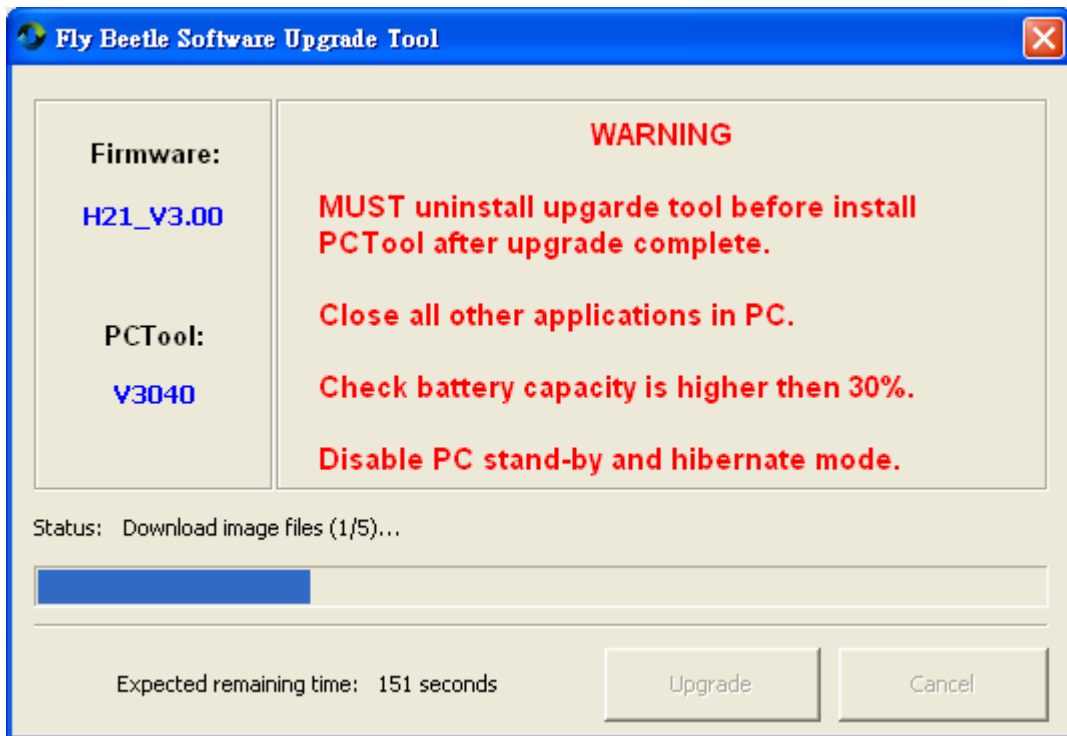 Fly Beetle Software Upgrade Tool
Firmware:
H21_V3.00
PCTool:
V3040
WARNING
MUST uninstall upgarde tool before install
PCTool after upgrade complete.
Close all other applications in PC.
Check battery capacity is higher then 30%.
Disable PC stand-by and hibernate mode.
Status: Download image files (1/5)...
Expected remaining time: 151 seconds
Upgrade
Cancel